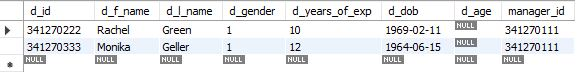 d_id d_f_name d_l_name d_gender d_years_of_exp d_dob d_age manager_id
341270222 Rachel Green 1 10 1969-02-11 NULL 341270111
341270333 Monika Geller 1 12 1964-06-15 NULL 341270111
NULL NULL NULL NULL NULL NULL NULL NULL